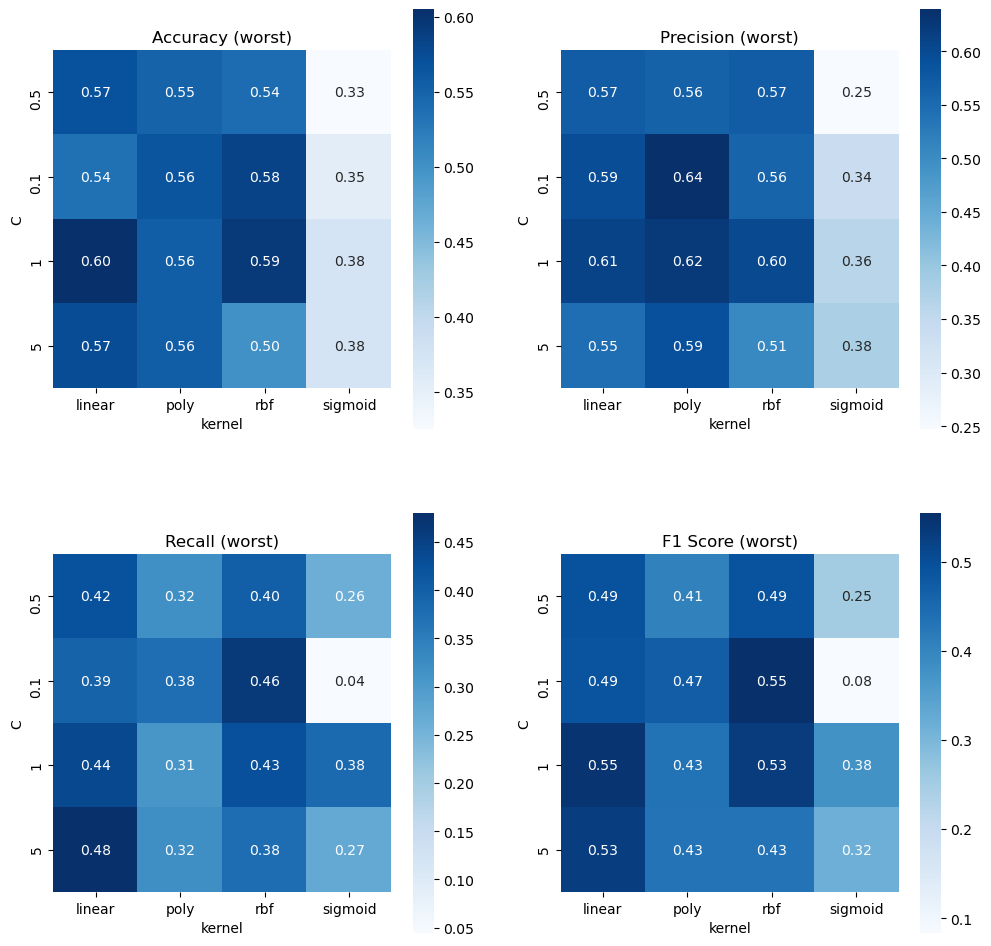 Accuracy (worst)
C
0.5 0.57 0.55 0.54 0.33
0.1 0.54 0.56 0.58 0.35
1 0.60 0.56 0.59 0.38
5 0.57 0.56 0.50 0.38
linear poly rbf sigmoid
kernel
0.60
0.55
0.50
0.45
0.40
0.35
Precision (worst)
C
0.5 0.57 0.56 0.57 0.25
0.1 0.59 0.64 0.56 0.34
1 0.61 0.62 0.60 0.36
5 0.55 0.59 0.51 0.38
linear poly rbf sigmoid
kernel
0.60
0.55
0.50
0.45
0.40
0.35
0.30
0.25
Recall (worst)
C
0.5 0.42 0.32 0.40 0.26
0.1 0.39 0.38 0.46 0.04
1 0.44 0.31 0.43 0.38
5 0.48 0.32 0.38 0.27
linear poly rbf sigmoid
kernel
0.45
0.40
0.35
0.30
0.25
0.20
0.15
0.10
0.05
F1 Score (worst)
C
0.5 0.49 0.41 0.49 0.25
0.1 0.49 0.47 0.55 0.08
1 0.55 0.43 0.53 0.38
5 0.53 0.43 0.43 0.32
linear poly rbf sigmoid
kernel
0.5
0.4
0.3
0.2
0.1